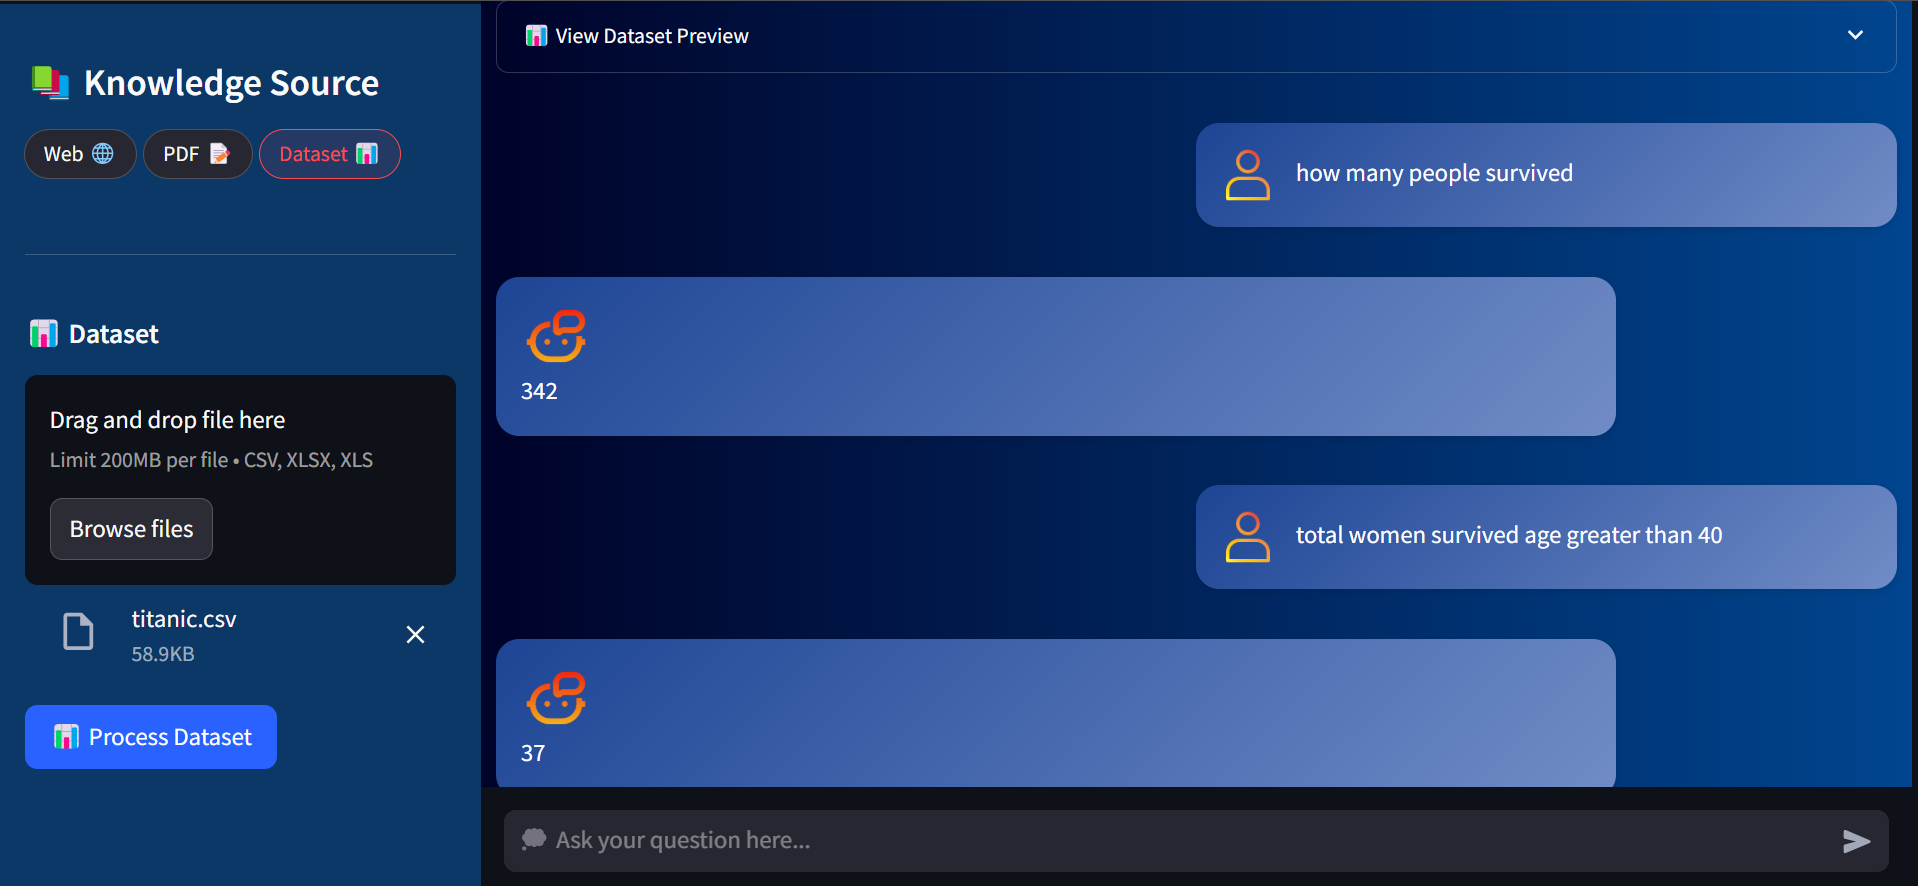 Knowledge Source
Web
PDF
Dataset
Dataset
Drag and drop file here
Limit 200MB per file • CSV, XLSX, XLS
Browse files
titanic.csv
58.9KB
Process Dataset
View Dataset Preview
how many people survived
342
total women survived age greater than 40
37
Ask your question here...